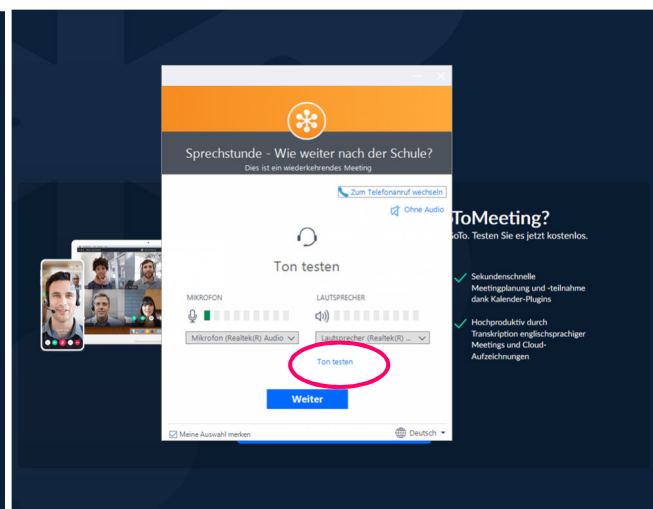 Sprechstunde - Wie weiter nach der Schule?
Dies ist ein wiederkehrendes Meeting
Zum Telefonanruf wechseln
Ohne Audio
Ton testen
MIKROFON
LAUTSPRECHER
Mikrofon (Realtek(R) Audio
Lautsprecher (Realtek(R) ...
Ton testen
Weiter
Meine Auswahl merken
Deutsch
ToMeeting?
GoTo. Testen Sie es jetzt kostenlos.
Sekundenschnelle
Meetingplanung und -teilnahme
dank Kalender-Plugins
Hochproduktiv durch
Transkription englischsprachiger
Meetings und Cloud-
Aufzeichnungen